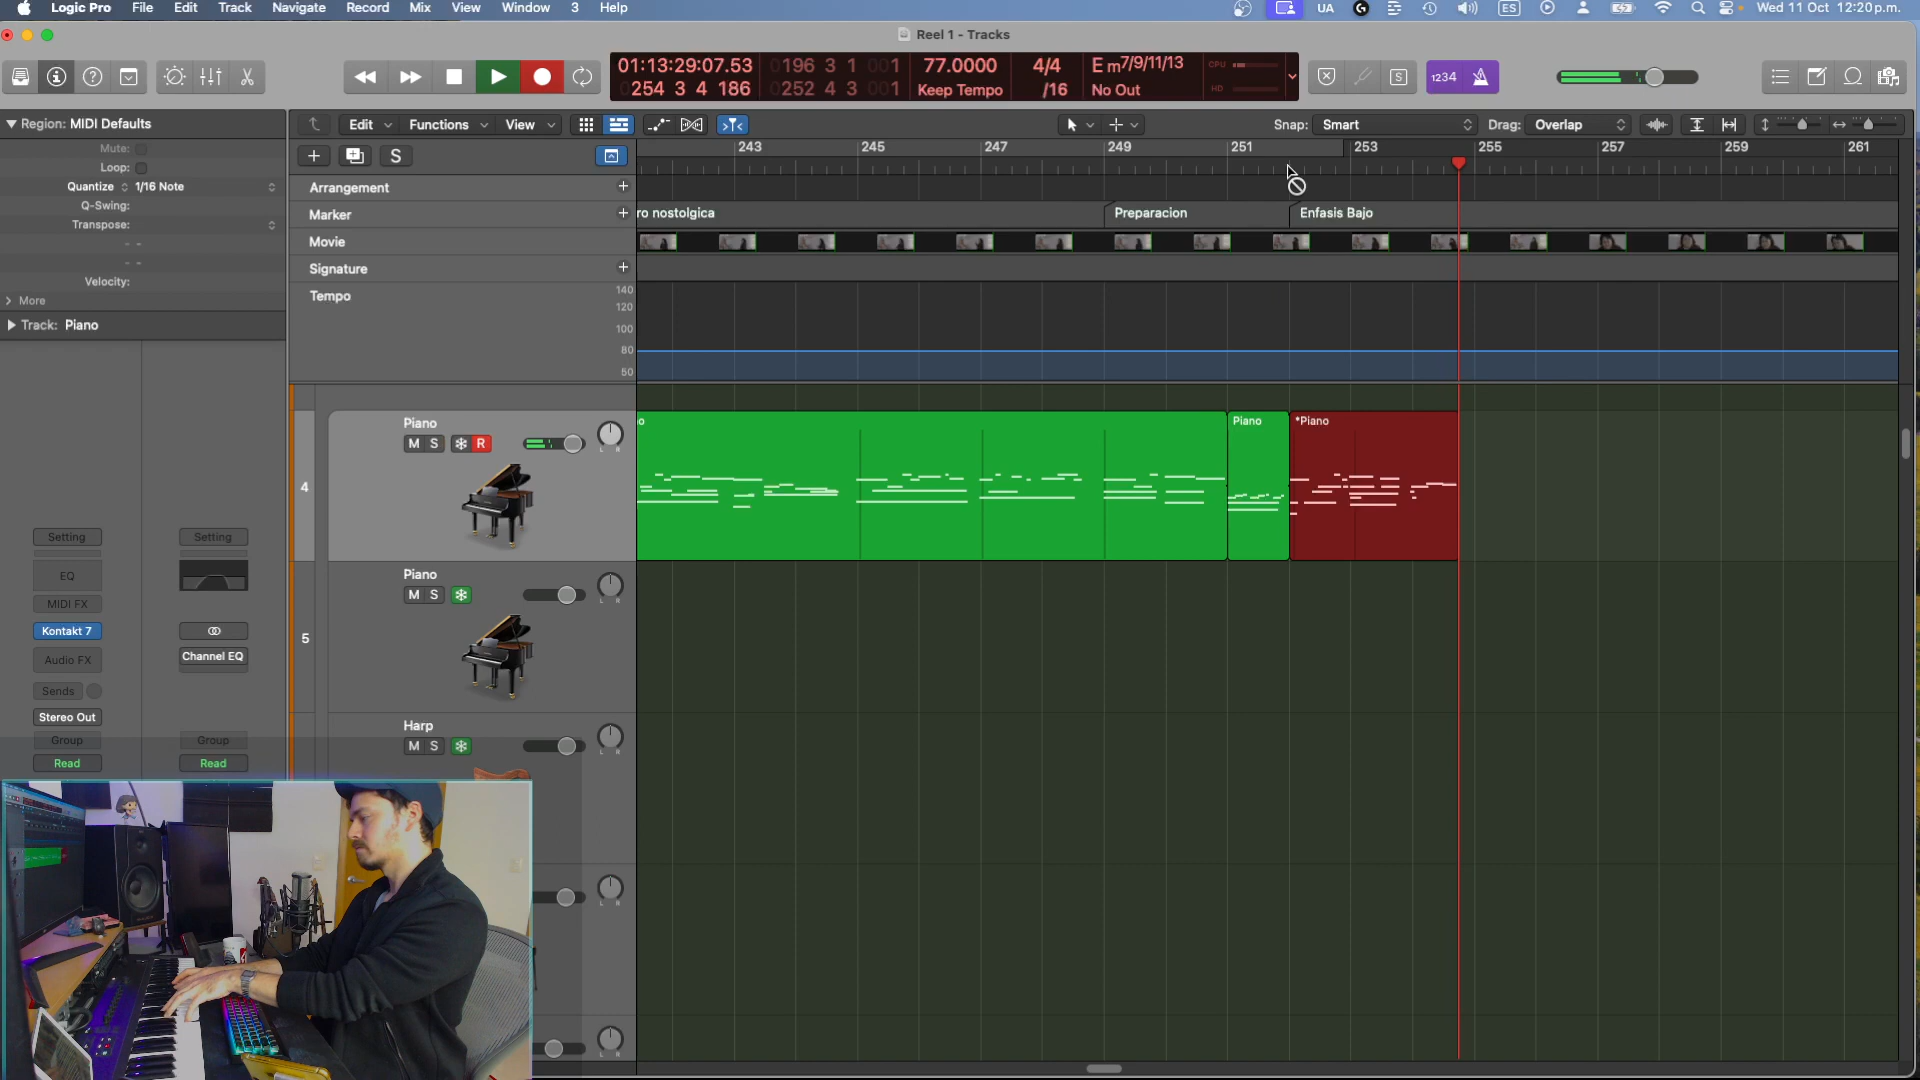 Logic Pro File Edit Track Navigate Record Mix View Window 3 Help
UA ES Wed 11 Oct 12:20 p.m.
Reel 1 - Tracks
01:13:29:07.53 0196 3 1 001 77.0000 4/4 E m7/9/11/13 CPU
0254 3 4 186 0252 4 3 001 Keep Tempo /16 No Out HD
S 1234
Region: MIDI Defaults
Mute:
Loop:
Quantize 1/16 Note
Q-Swing:
Transpose:
Velocity:
More
Track: Piano
Edit Functions View
Snap: Smart Drag: Overlap
S
243 245 247 249 251 253 255 257 259 261
Arrangement
Marker
ro nostolgica Preparacion Enfasis Bajo
Movie
Signature
Tempo
140
120
100
80
50
4
Piano
M S R
L R
o
Piano
*Piano
5
Piano
M S
L R
Harp
M S
L R
L R
L R
Setting Setting
EQ
MIDI FX
Kontakt 7
Audio FX
Channel EQ
Sends
Stereo Out
Group Group
Read Read